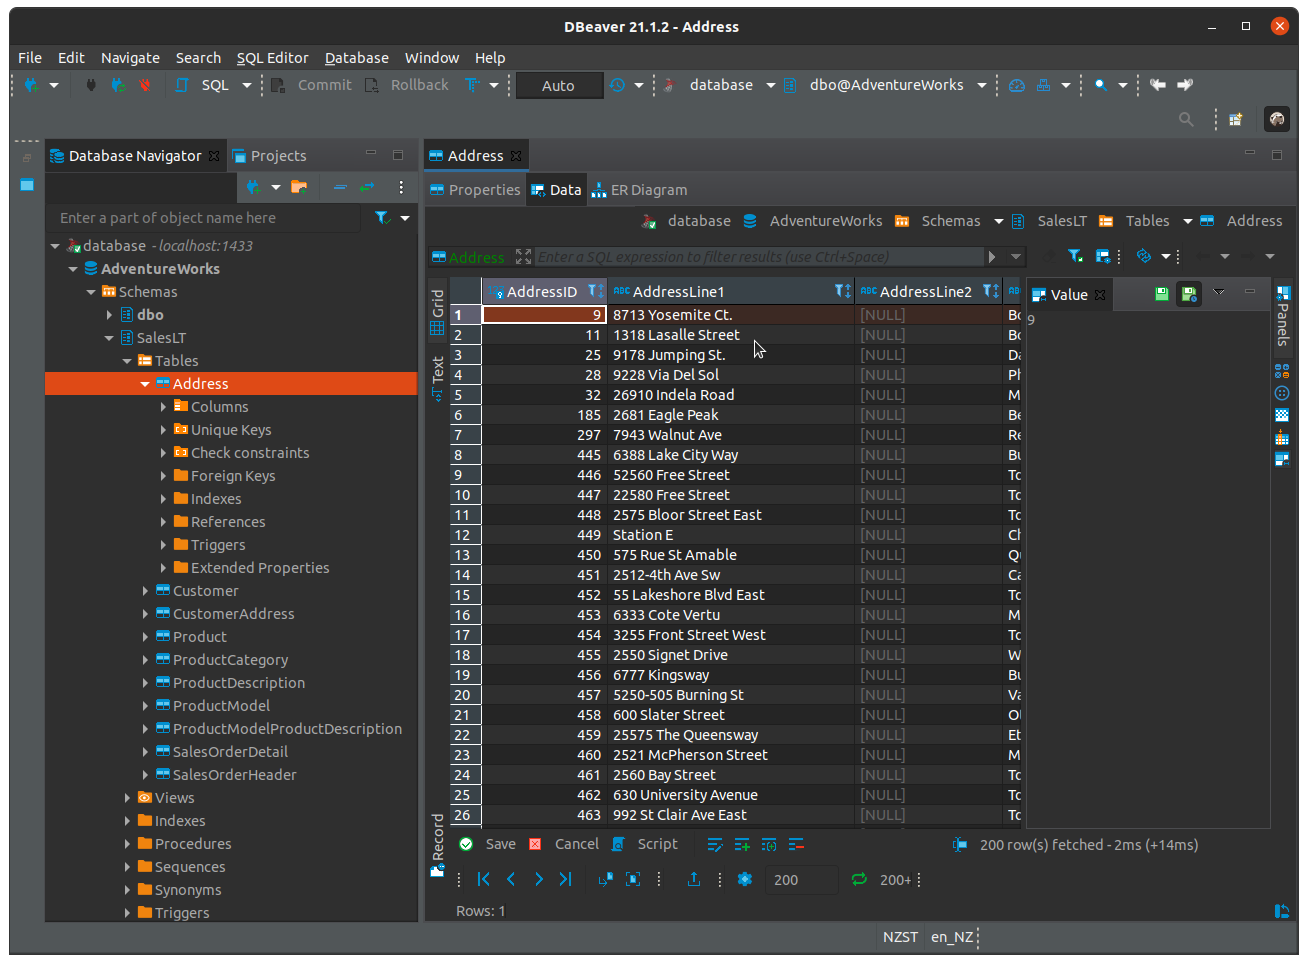 DBeaver 21.1.2 - Address
File Edit Navigate Search SQL Editor Database Window Help
SQL Commit Rollback Auto database dbo@AdventureWorks
Database Navigator Projects
Enter a part of object name here
database - localhost:1433
AdventureWorks
Schemas
dbo
SalesLT
Tables
Address
Columns
Unique Keys
Check constraints
Foreign Keys
Indexes
References
Triggers
Extended Properties
Customer
CustomerAddress
Product
ProductCategory
ProductDescription
ProductModel
ProductModelProductDescription
SalesOrderDetail
SalesOrderHeader
Views
Indexes
Procedures
Sequences
Synonyms
Triggers
Address
Properties Data ER Diagram
database AdventureWorks Schemas SalesLT Tables Address
Address Enter a SQL expression to filter results (use Ctrl+Space)
Grid
Text
Record
AddressID ABC AddressLine1 ABC AddressLine2 AB
1 9 8713 Yosemite Ct. [NULL] Bo
2 11 1318 Lasalle Street [NULL] Bo
3 25 9178 Jumping St. [NULL] Da
4 28 9228 Via Del Sol [NULL] Ph
5 32 26910 Indela Road [NULL] M
6 185 2681 Eagle Peak [NULL] Be
7 297 7943 Walnut Ave [NULL] Re
8 445 6388 Lake City Way [NULL] Bu
9 446 52560 Free Street [NULL] To
10 447 22580 Free Street [NULL] To
11 448 2575 Bloor Street East [NULL] To
12 449 Station E [NULL] Ch
13 450 575 Rue St Amable [NULL] Q
14 451 2512-4th Ave Sw [NULL] Ca
15 452 55 Lakeshore Blvd East [NULL] To
16 453 6333 Cote Vertu [NULL] M
17 454 3255 Front Street West [NULL] To
18 455 2550 Signet Drive [NULL] W
19 456 6777 Kingsway [NULL] Bu
20 457 5250-505 Burning St [NULL] Va
21 458 600 Slater Street [NULL] O
22 459 25575 The Queensway [NULL] Et
23 460 2521 McPherson Street [NULL] M
24 461 2560 Bay Street [NULL] To
25 462 630 University Avenue [NULL] To
26 463 992 St Clair Ave East [NULL] To
Value
9
Panels
Save Cancel Script 200 row(s) fetched - 2ms (+14ms)
200 200+
Rows: 1
NZST en_NZ